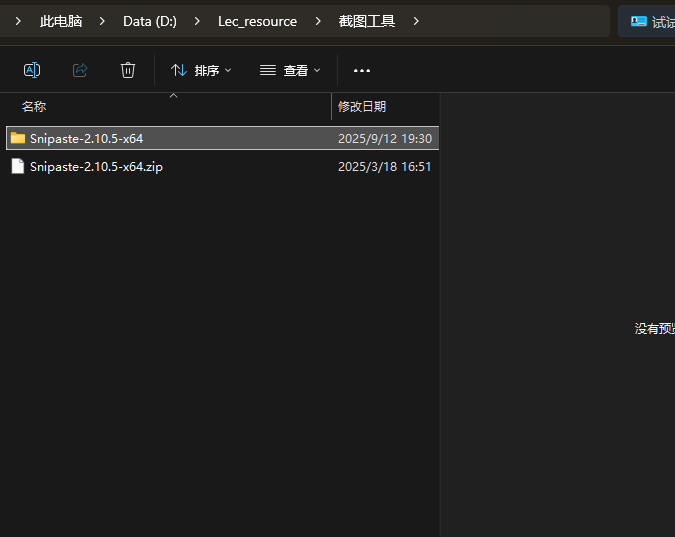 此电脑 Data (D:) Lec_resource 截图工具 试试
排序 查看
名称 修改日期
Snipaste-2.10.5-x64 2025/9/12 19:30
Snipaste-2.10.5-x64.zip 2025/3/18 16:51
没有预